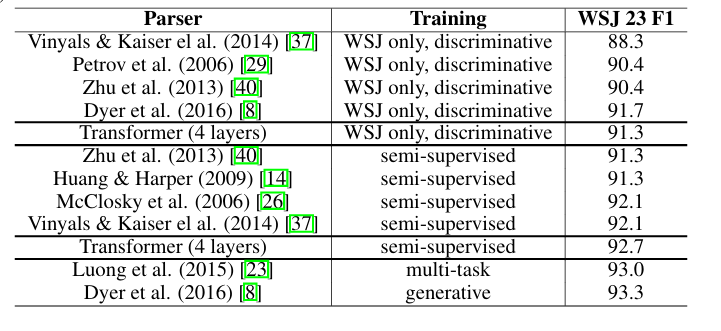 Parser Training WSJ 23 F1
Vinyals & Kaiser el al. (2014) [37] WSJ only, discriminative 88.3
Petrov et al. (2006) [29] WSJ only, discriminative 90.4
Zhu et al. (2013) [40] WSJ only, discriminative 90.4
Dyer et al. (2016) [8] WSJ only, discriminative 91.7
Transformer (4 layers) WSJ only, discriminative 91.3
Zhu et al. (2013) [40] semi-supervised 91.3
Huang & Harper (2009) [14] semi-supervised 91.3
McClosky et al. (2006) [26] semi-supervised 92.1
Vinyals & Kaiser el al. (2014) [37] semi-supervised 92.1
Transformer (4 layers) semi-supervised 92.7
Luong et al. (2015) [23] multi-task 93.0
Dyer et al. (2016) [8] generative 93.3